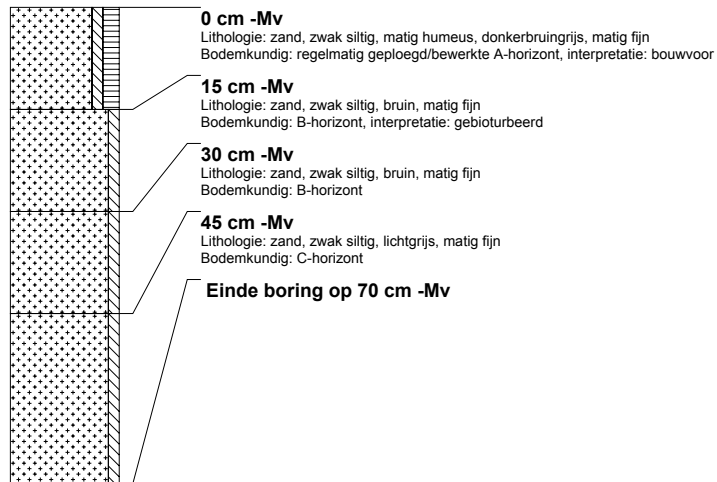 0 cm -Mv
Lithologie: zand, zwak siltig, matig humeus, donkerbruingrijs, matig fijn
Bodemkundig: regelmatig geploegd/bewerkte A-horizont, interpretatie: bouwvoor
15 cm -Mv
Lithologie: zand, zwak siltig, bruin, matig fijn
Bodemkundig: B-horizont, interpretatie: gebioturbeerd
30 cm -Mv
Lithologie: zand, zwak siltig, bruin, matig fijn
Bodemkundig: B-horizont
45 cm -Mv
Lithologie: zand, zwak siltig, lichtgrijs, matig fijn
Bodemkundig: C-horizont
Einde boring op 70 cm -Mv